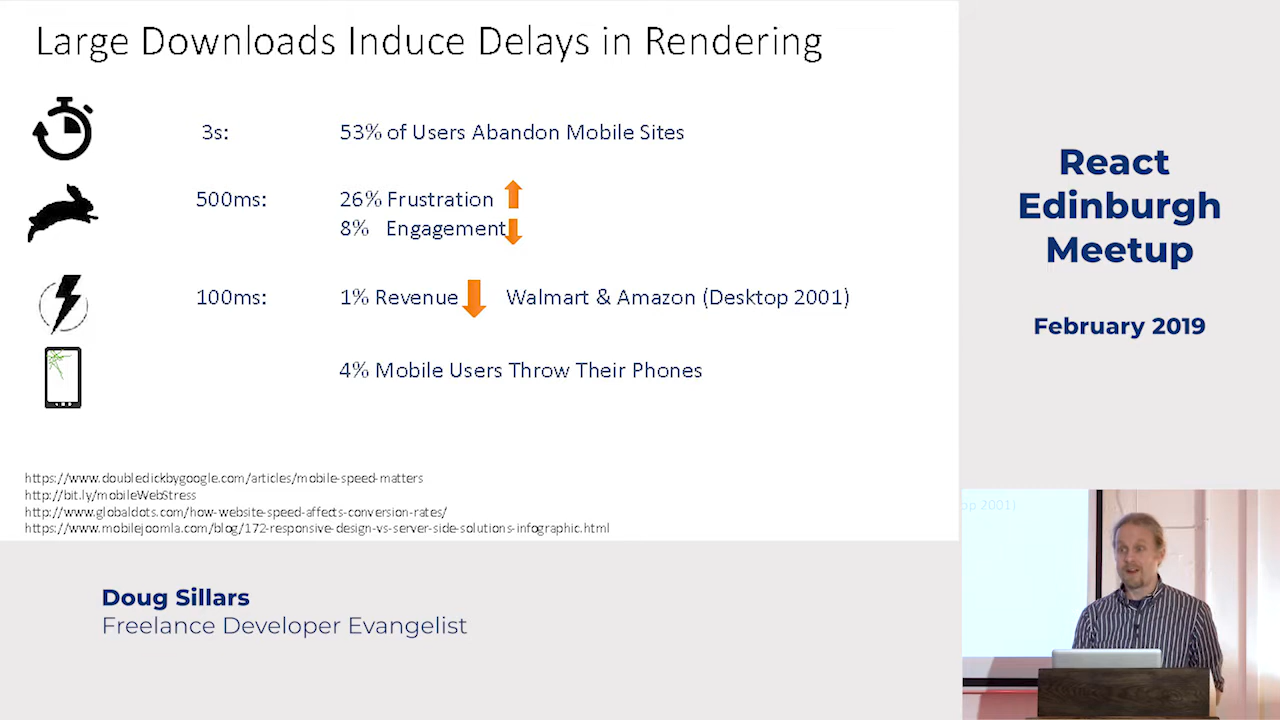 Large Downloads Induce Delays in Rendering
3s: 53% of Users Abandon Mobile Sites
500ms: 26% Frustration
8% Engagement
100ms: 1% Revenue Walmart & Amazon (Desktop 2001)
4% Mobile Users Throw Their Phones
https://www.doubleclickbygoogle.com/articles/mobile-speed-matters
http://bit.ly/mobileWebStress
http://www.globaldots.com/how-website-speed-affects-conversion-rates/
https://www.mobilejoomla.com/blog/172-responsive-design-vs-server-side-solutions-infographic.html
React
Edinburgh
Meetup
February 2019
op 2001)
Doug Sillars
Freelance Developer Evangelist